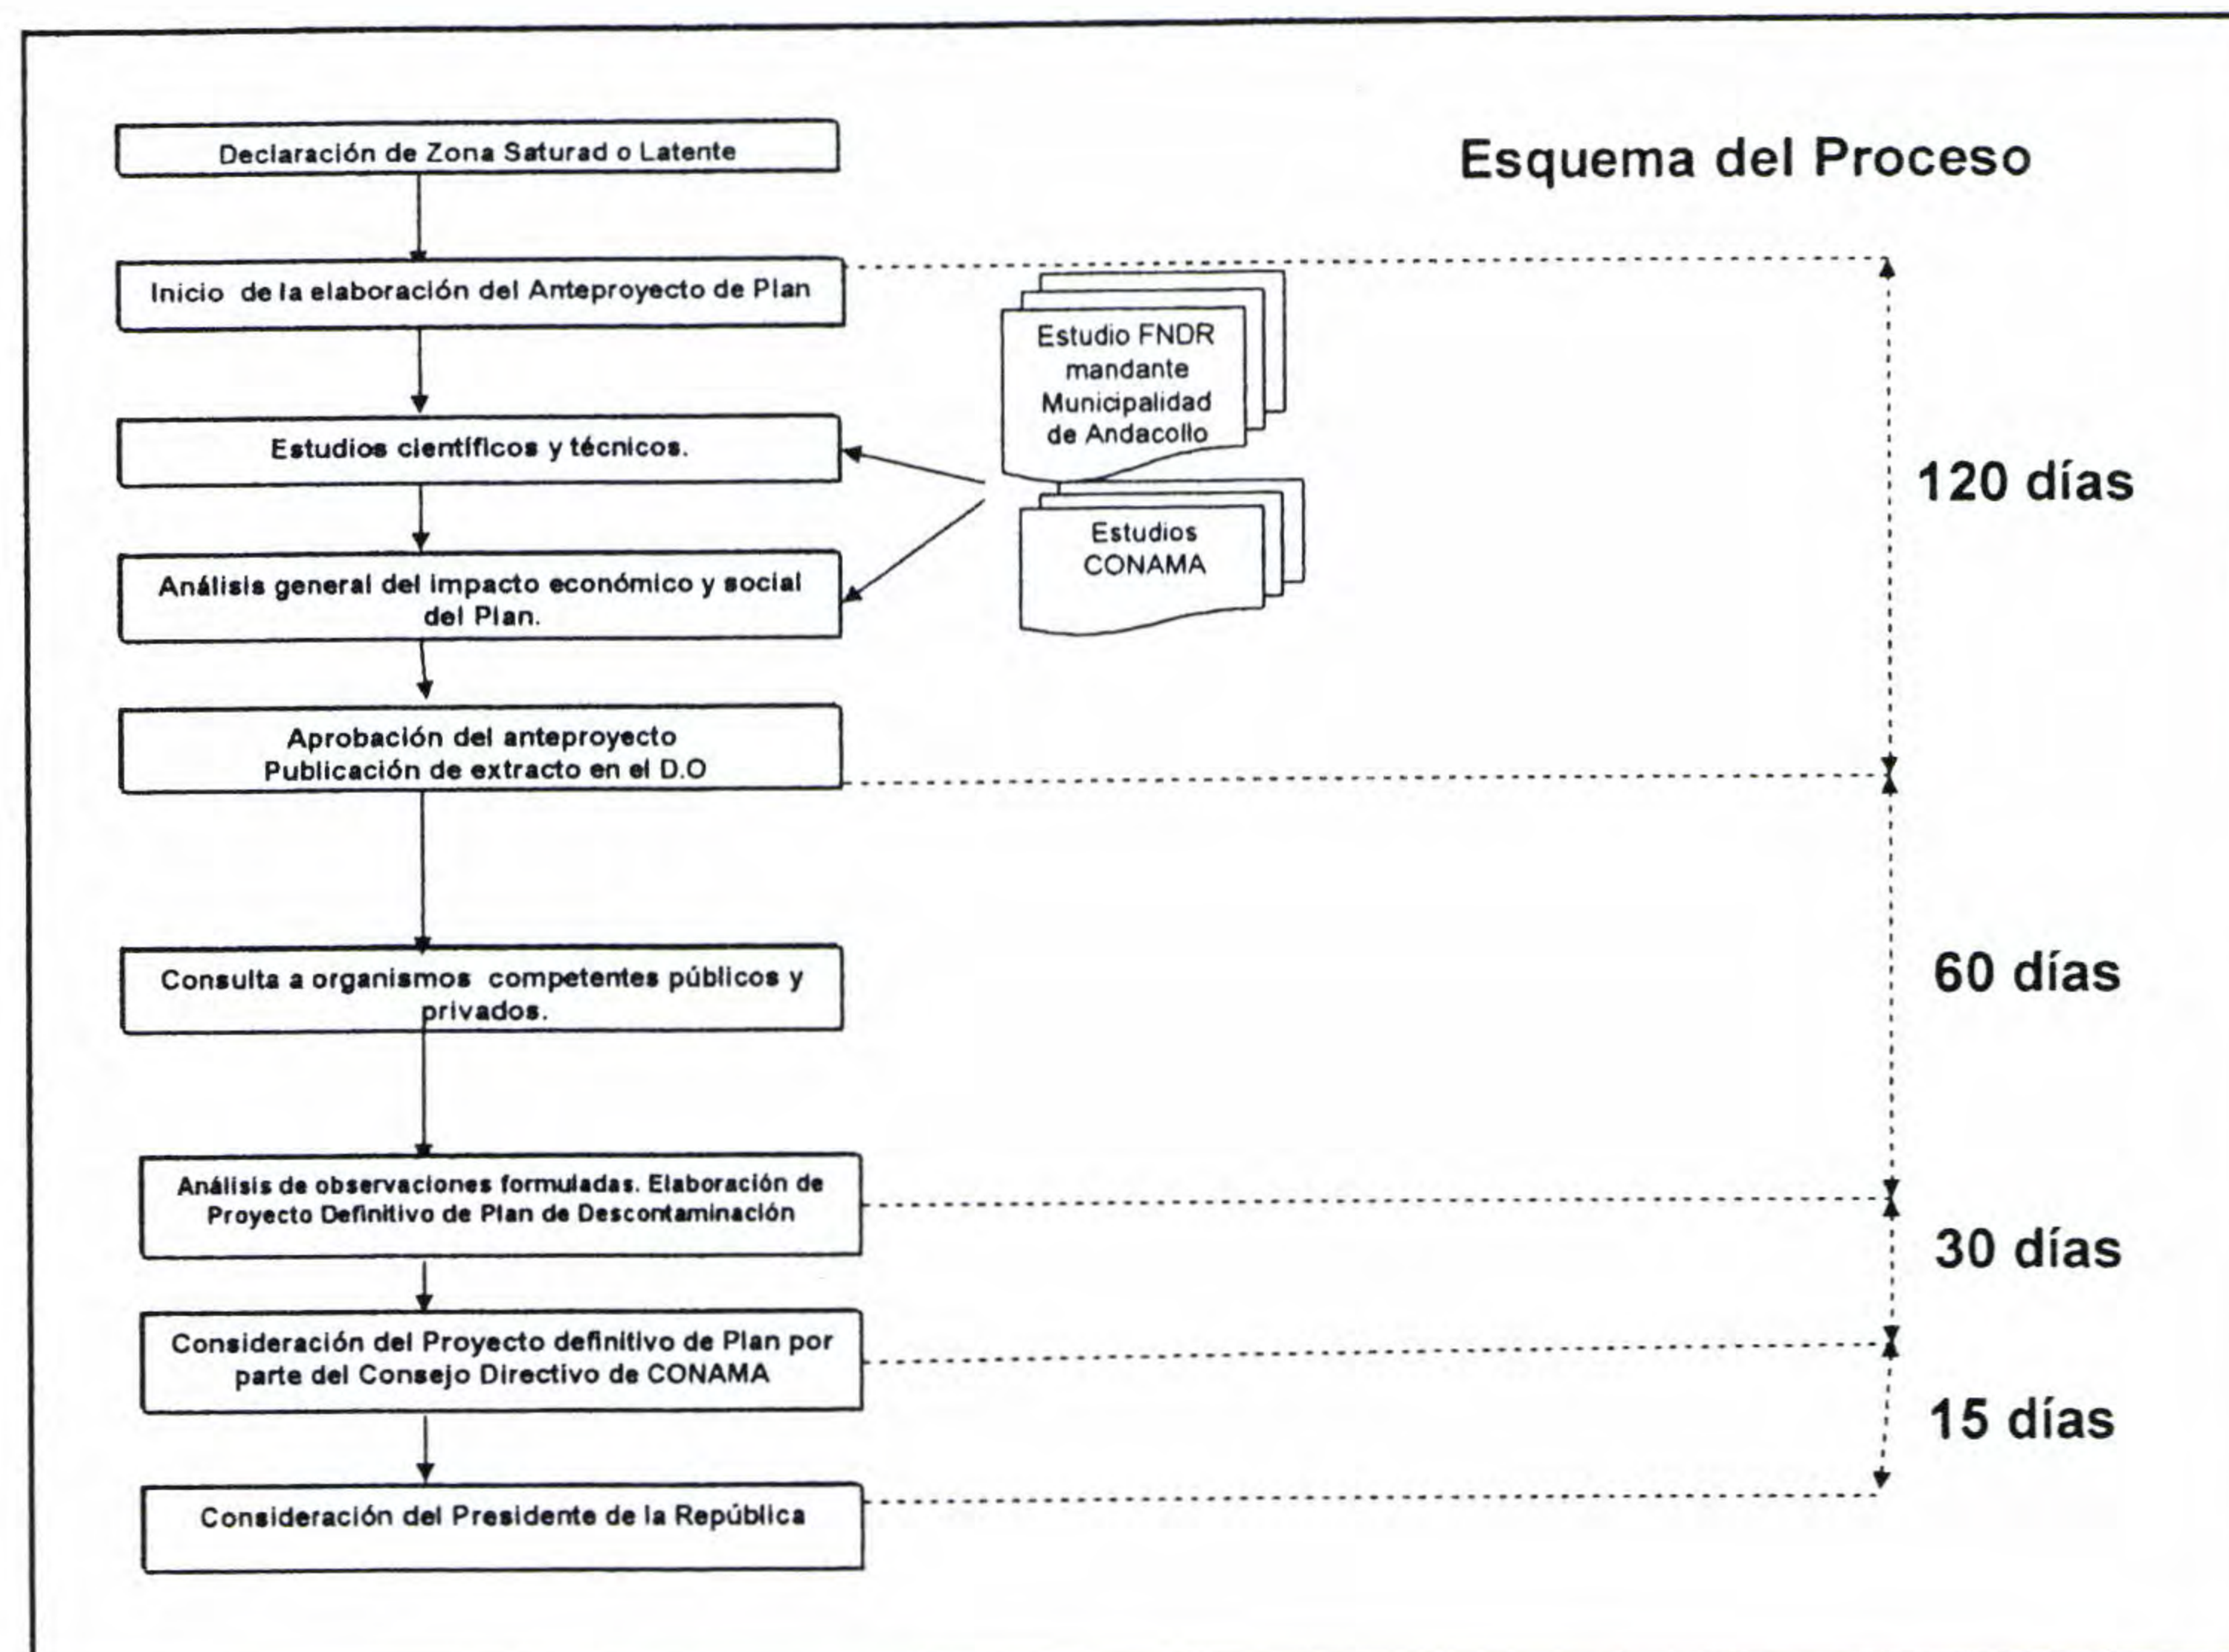 Esquema del Proceso
Declaración de Zona Saturad o Latente
Inicio de la elaboración del Anteproyecto de Plan
Estudio FNDR
mandante
Municipalidad
de Andacollo
Estudios científicos y técnicos.
120 días
Estudios
CONAMA
Análisis general del impacto económico y social
del Plan.
Aprobación del anteproyecto
Publicación de extracto en el D.O
Consulta a organismos competentes públicos y
privados.
60 días
Análisis de observaciones formuladas. Elaboración de
Proyecto Definitivo de Plan de Descontaminación
30 días
Consideración del Proyecto definitivo de Plan por
parte del Consejo Directivo de CONAMA
15 días
Consideración del Presidente de la República